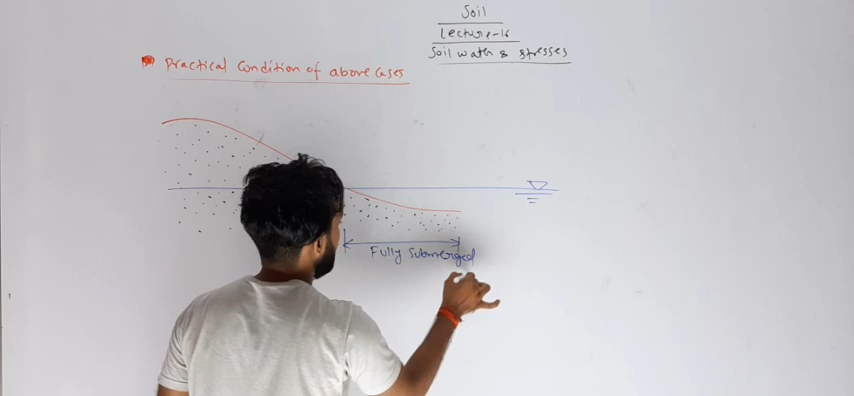 Soil
Lecture-16
Soil water & stresses
Practical Condition of above Cases
Fully Submerged